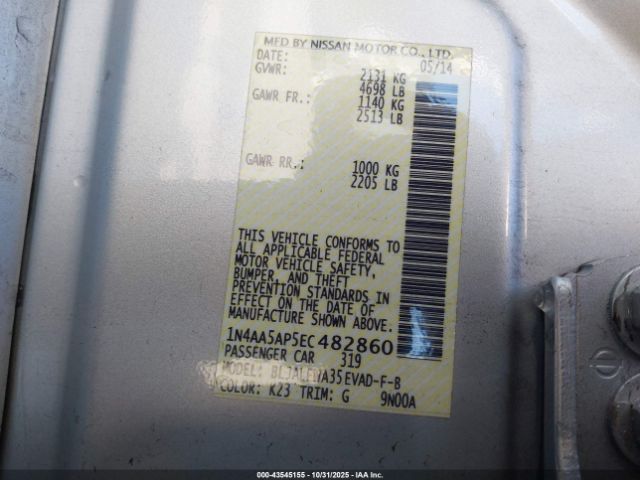 MFD BY NISSAN MOTOR CO., LTD.
DATE: 05/14
GVWR: 2131 KG
4698 LB
GAWR FR.: 1140 KG
2513 LB
GAWR RR.: 1000 KG
2205 LB
THIS VEHICLE CONFORMS TO
ALL APPLICABLE FEDERAL
MOTOR VEHICLE SAFETY,
BUMPER, AND THEFT
PREVENTION STANDARDS IN
EFFECT ON THE DATE OF
MANUFACTURE SHOWN ABOVE.
1N4AA5AP5EC482860
PASSENGER CAR 319
MODEL: EVAD-F-B
COLOR: K23 TRIM: G 9N00A
00-43545155 - 10/31/2025 - IAA Inc.